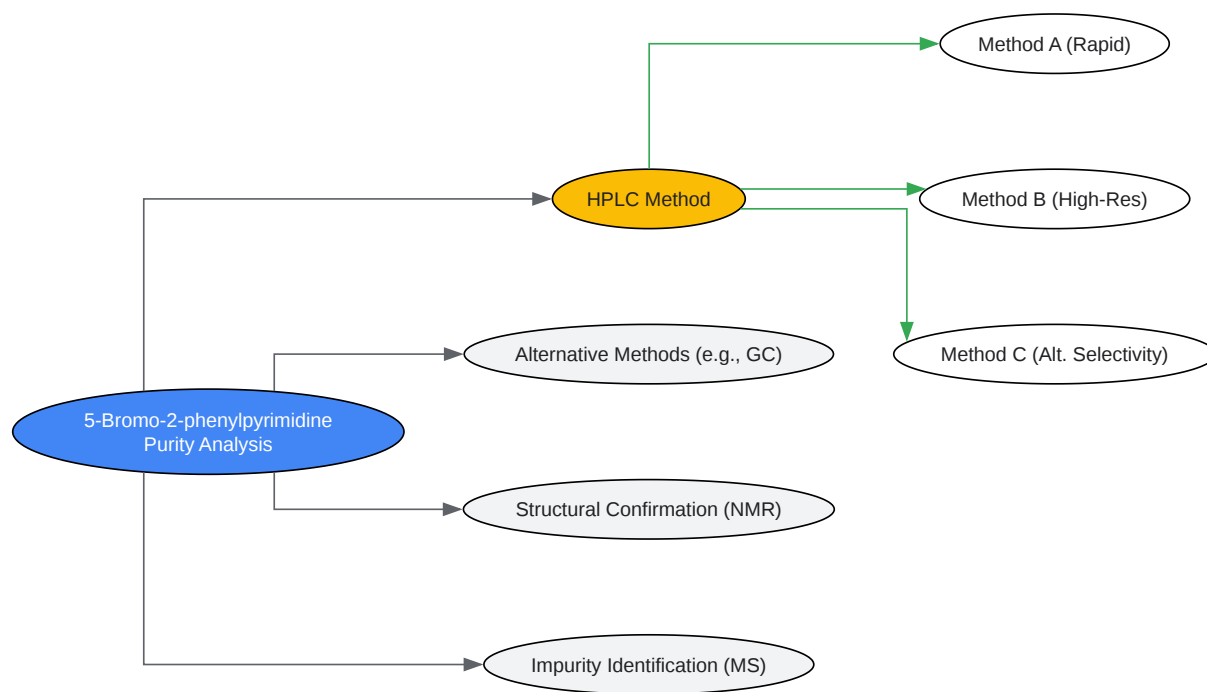 Method A (Rapid)
HPLC Method
Method B (High-Res)
Alternative Methods (e.g., GC)
Method C (Alt. Selectivity)
5-Bromo-2-phenylpyrimidine
Purity Analysis
Structural Confirmation (NMR)
Impurity Identification (MS)